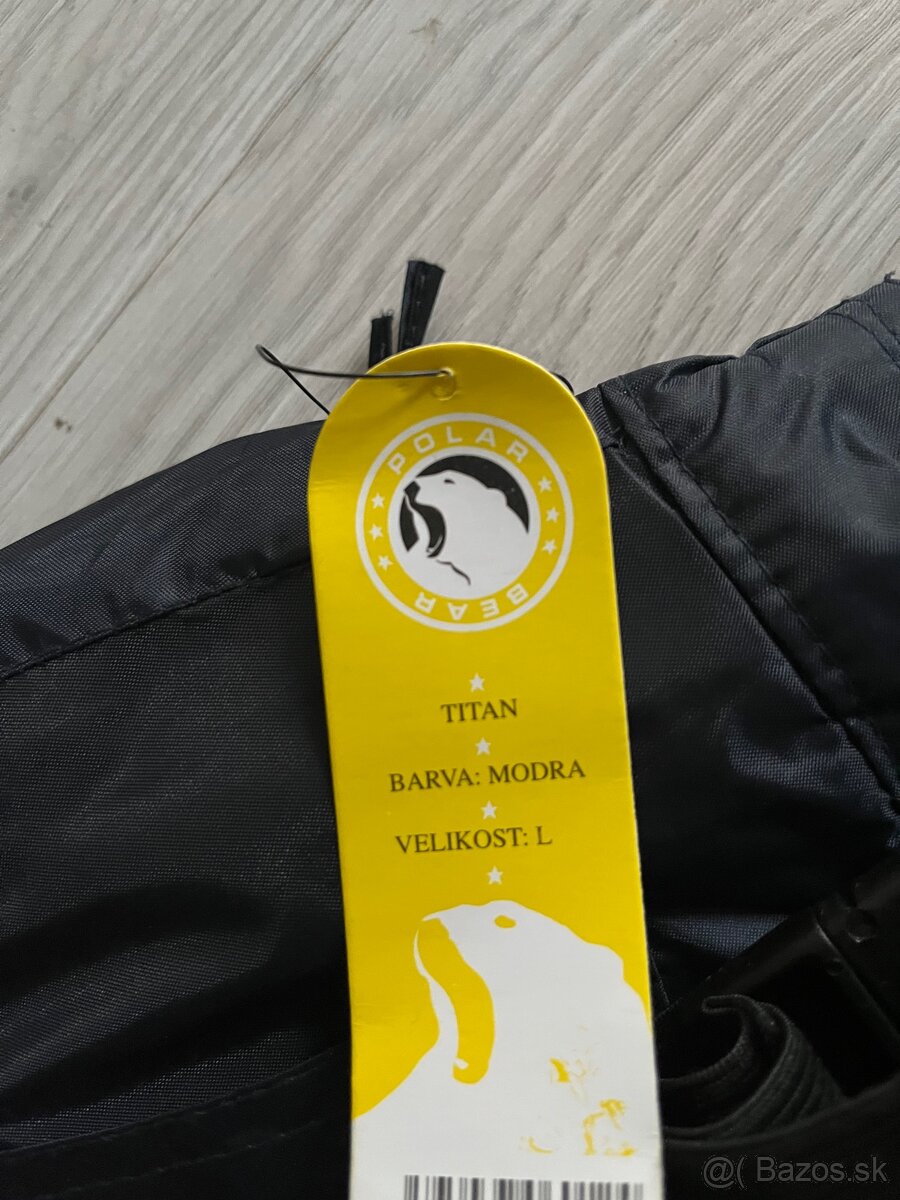 POLAR
BEAR
TITAN
BARVA: MODRA
VELIKOST: L
@( Bazos.sk